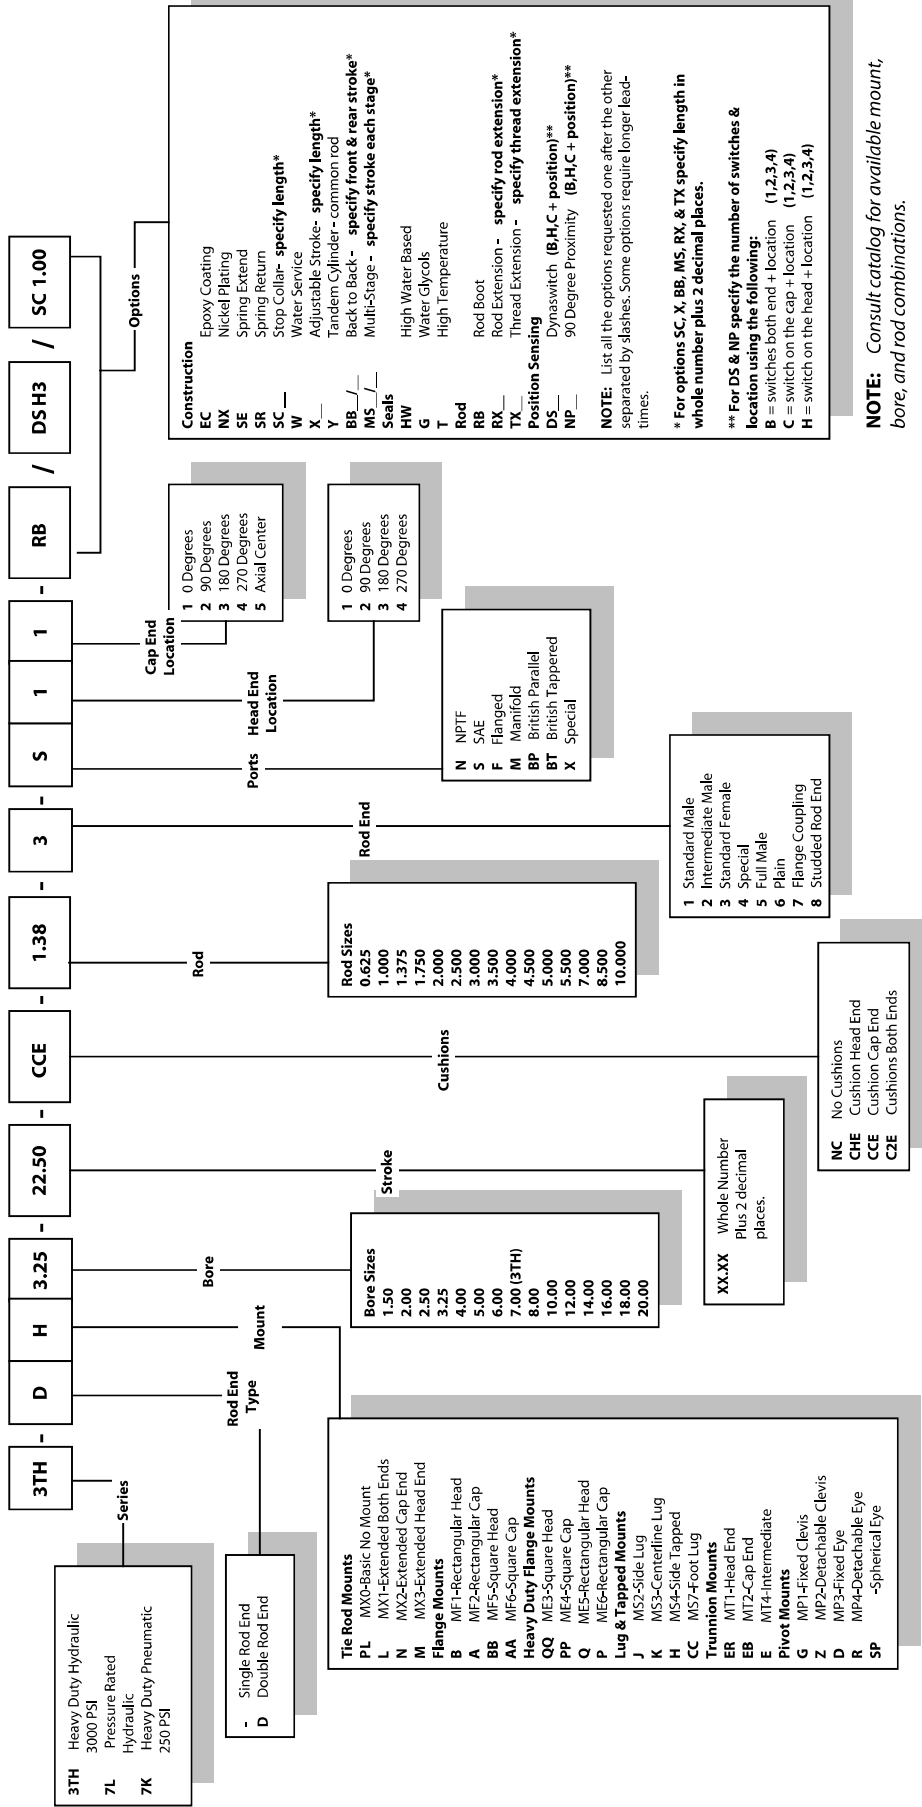 3TH - D H 3.25 - 22.50 - CCE - 1.38 - 3 - S 1 1 - RB / DSH3 / SC 1.00
Series
3TH Heavy Duty Hydraulic
3000 PSI
7L Pressure Rated
Hydraulic
7K Heavy Duty Pneumatic
250 PSI
Rod End
Type
- Single Rod End
D Double Rod End
Mount
Tie Rod Mounts
PL MX0-Basic No Mount
L MX1-Extended Both Ends
N MX2-Extended Cap End
M MX3-Extended Head End
Flange Mounts
B MF1-Rectangular Head
A MF2-Rectangular Cap
BB MF5-Square Head
AA MF6-Square Cap
Heavy Duty Flange Mounts
QQ ME3-Square Head
PP ME4-Square Cap
Q ME5-Rectangular Head
P ME6-Rectangular Cap
Lug & Tapped Mounts
J MS2-Side Lug
K MS3-Centerline Lug
H MS4-Side Tapped
CC MS7-Foot Lug
Trunnion Mounts
ER MT1-Head End
EB MT2-Cap End
E MT4-Intermediate
Pivot Mounts
G MP1-Fixed Clevis
Z MP2-Detachable Clevis
D MP3-Fixed Eye
R MP4-Detachable Eye
SP -Spherical Eye
Bore
Bore Sizes
1.50
2.00
2.50
3.25
4.00
5.00
6.00
7.00 (3TH)
8.00
10.00
12.00
14.00
16.00
18.00
20.00
Stroke
XX.XX Whole Number
Plus 2 decimal
places.
Cushions
NC No Cushions
CHE Cushion Head End
CCE Cushion Cap End
C2E Cushions Both Ends
Rod
Rod Sizes
0.625
1.000
1.375
1.750
2.000
2.500
3.000
3.500
4.000
4.500
5.000
5.500
7.000
8.500
10.000
Rod End
1 Standard Male
2 Intermediate Male
3 Standard Female
4 Special
5 Full Male
6 Plain
7 Flange Coupling
8 Studded Rod End
Ports
N NPTF
S SAE
F Flanged
M Manifold
BP British Parallel
BT British Tappered
X Special
Head End
Location
1 0 Degrees
2 90 Degrees
3 180 Degrees
4 270 Degrees
Cap End
Location
1 0 Degrees
2 90 Degrees
3 180 Degrees
4 270 Degrees
5 Axial Center
Options
Construction
EC Epoxy Coating
NX Nickel Plating
SE Spring Extend
SR Spring Return
SC__ Stop Collar- specify length*
W Water Service
X__ Adjustable Stroke- specify length*
Y Tandem Cylinder - common rod
BB__/__ Back to Back - specify front & rear stroke*
MS__/__ Multi-Stage - specify stroke each stage*
Seals
HW High Water Based
G Water Glycols
T High Temperature
Rod
RB Rod Boot
RX__ Rod Extension - specify rod extension*
TX__ Thread Extension - specify thread extension*
Position Sensing
DS__ Dynaswitch (B,H,C + position)**
NP__ 90 Degree Proximity (B,H,C + position)**
NOTE: List all the options requested one after the other
separated by slashes. Some options require longer lead-
times.
* For options SC, X, BB, MS, RX, & TX specify length in
whole number plus 2 decimal places.
** For DS & NP specify the number of switches &
location using the following:
B = switches both end + location (1,2,3,4)
C = switch on the cap + location (1,2,3,4)
H = switch on the head + location (1,2,3,4)
NOTE: Consult catalog for available mount,
bore, and rod combinations.